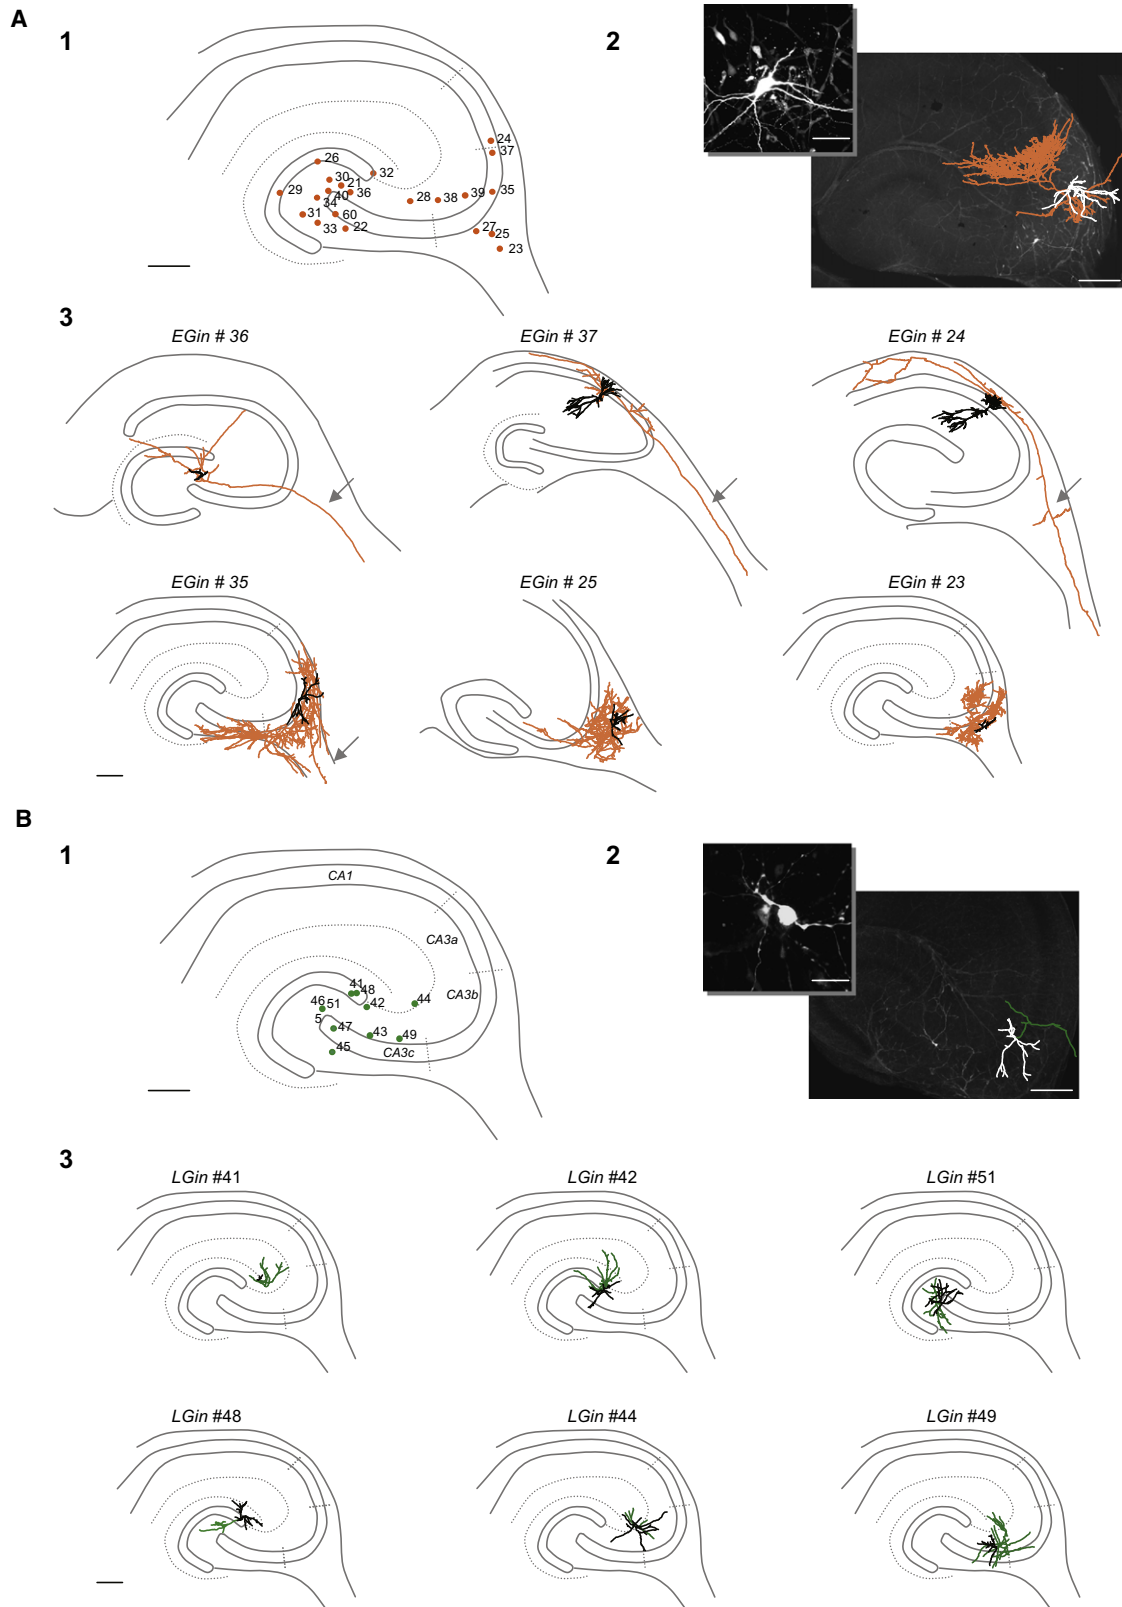 A
1
2
24
37
26
32
30
21
36
29
40
34
28
38
39
35
31
60
33
22
27
25
23
3
EGin # 36
EGin # 37
EGin # 24
EGin # 35
EGin # 25
EGin # 23
B
1
2
CA1
CA3a
CA3b
41
48
46
51
42
44
5
47
43
49
45
CA3c
3
LGin #41
LGin #42
LGin #51
LGin #48
LGin #44
LGin #49